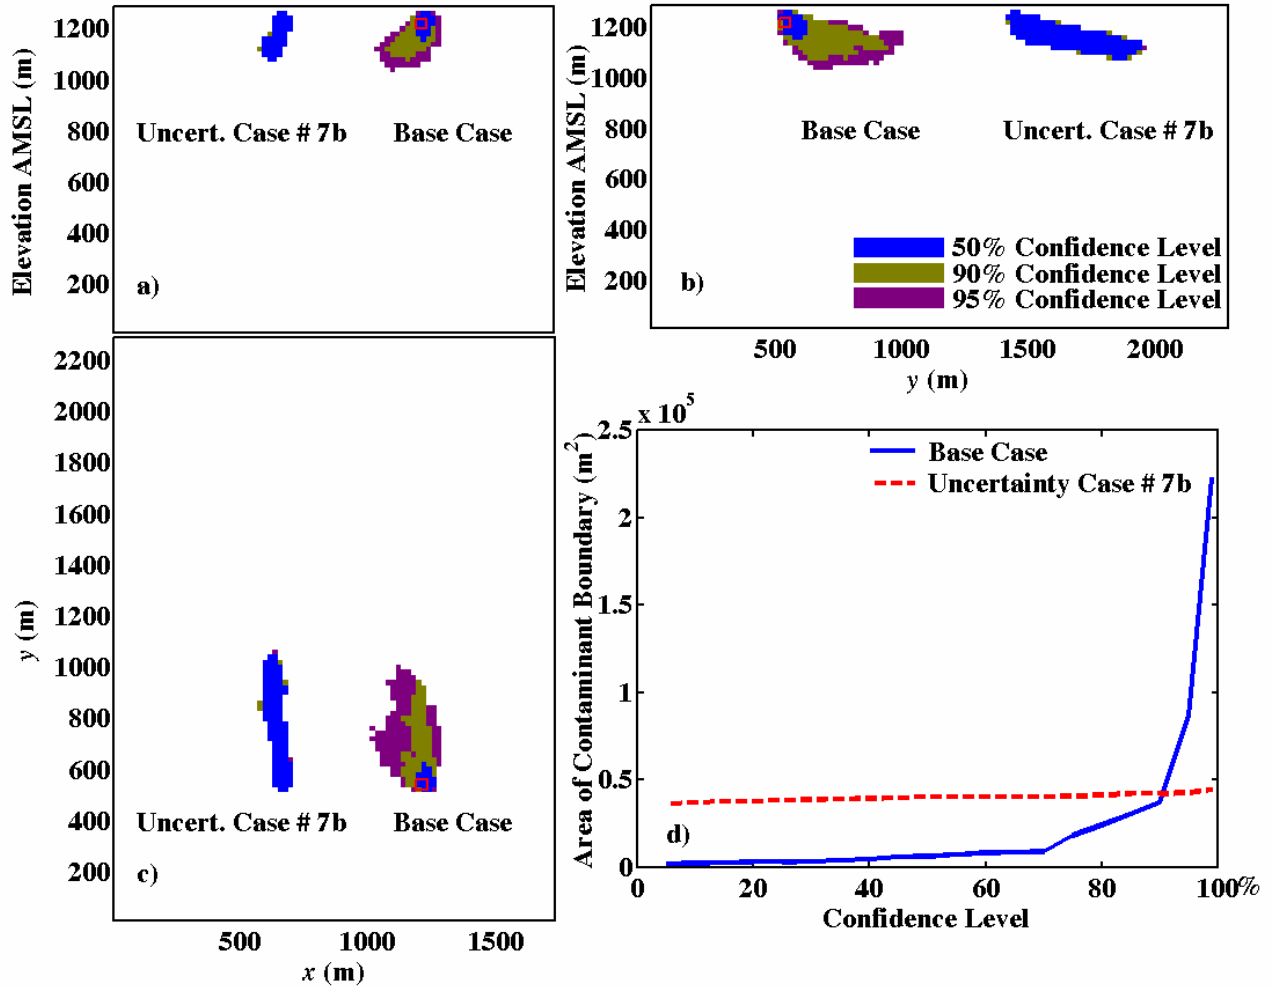 Elevation AMSL (m)
1200
1000
800
600
400
200
Uncert. Case # 7b
Base Case
a)
Elevation AMSL (m)
1200
1000
800
600
400
200
Base Case
Uncert. Case # 7b
50% Confidence Level
90% Confidence Level
95% Confidence Level
b)
500
1000
1500
2000
y (m)
y (m)
2200
2000
1800
1600
1400
1200
1000
800
600
400
200
Uncert. Case # 7b
Base Case
c)
500
1000
1500
x (m)
x 10^5
Area of Contaminant Boundary (m²)
2.5
2
1.5
1
0.5
0
Base Case
Uncertainty Case # 7b
d)
0
20
40
60
80
100%
Confidence Level